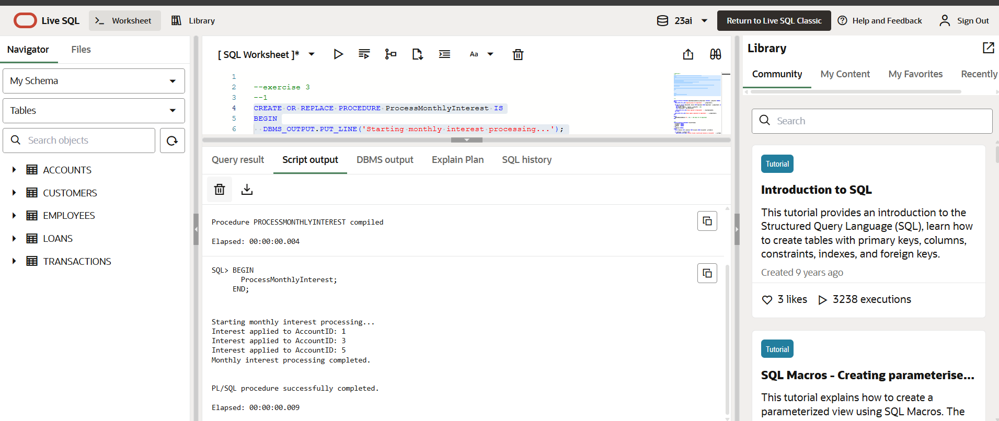 Live SQL
Worksheet
Library
23ai
Return to Live SQL Classic
Help and Feedback
Sign Out
Navigator
Files
My Schema
Tables
Search objects
ACCOUNTS
CUSTOMERS
EMPLOYEES
LOANS
TRANSACTIONS
[ SQL Worksheet ]*
Aa
1
2 --exercise 3
3 --1
4 CREATE OR REPLACE PROCEDURE ProcessMonthlyInterest IS
5 BEGIN
6 DBMS_OUTPUT.PUT_LINE('Starting monthly interest processing...');
Query result
Script output
DBMS output
Explain Plan
SQL history
Procedure PROCESSMONTHLYINTEREST compiled
Elapsed: 00:00:00.004
SQL> BEGIN
ProcessMonthlyInterest;
END;
Starting monthly interest processing...
Interest applied to AccountID: 1
Interest applied to AccountID: 3
Interest applied to AccountID: 5
Monthly interest processing completed.
PL/SQL procedure successfully completed.
Elapsed: 00:00:00.009
Library
Community
My Content
My Favorites
Recently
Search
Tutorial
Introduction to SQL
This tutorial provides an introduction to the
Structured Query Language (SQL), learn how
to create tables with primary keys, columns,
constraints, indexes, and foreign keys.
Created 9 years ago
3 likes
3238 executions
Tutorial
SQL Macros - Creating parameterise...
This tutorial explains how to create a
parameterized view using SQL Macros. The